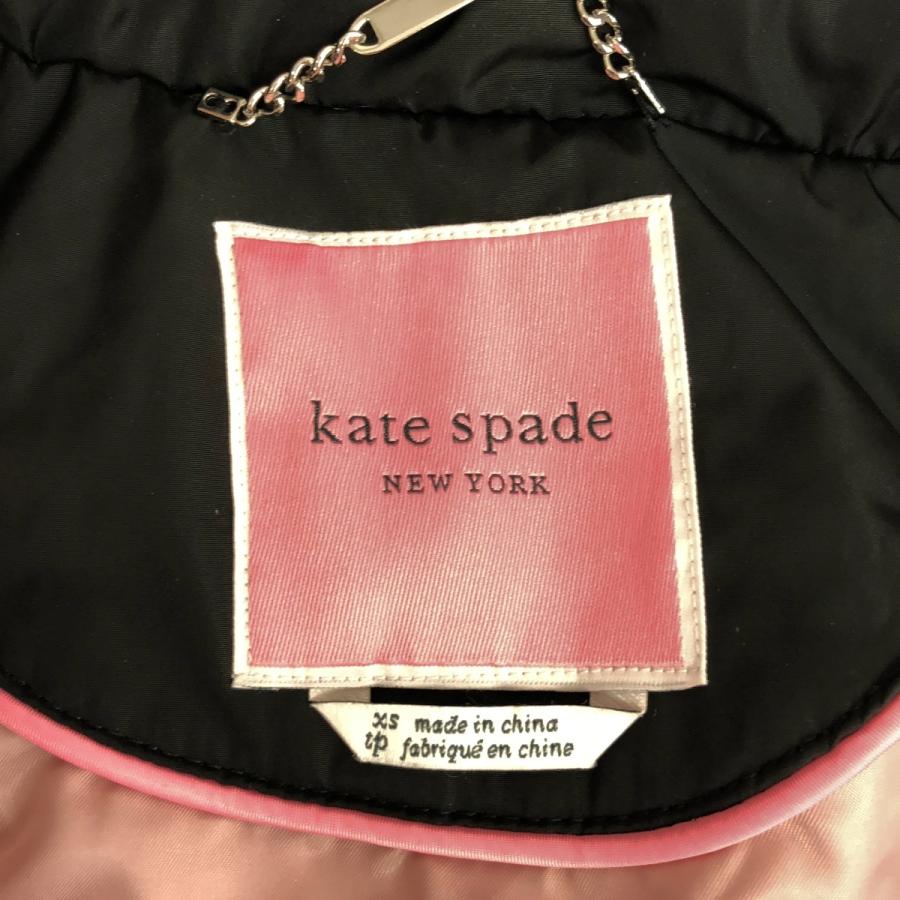 kate spade
NEW YORK
xs made in china
tp fabriqué en chine